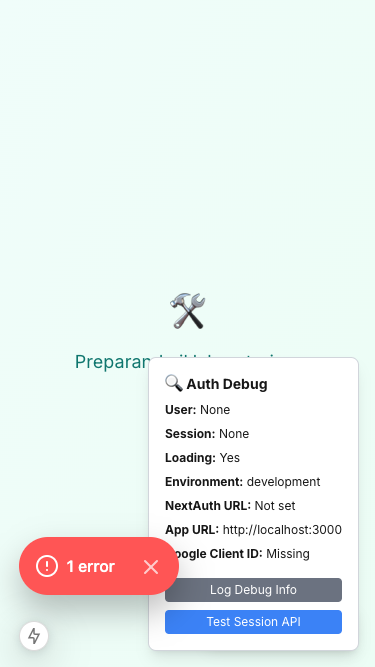 Preparan
🔍 Auth Debug
User: None
Session: None
Loading: Yes
Environment: development
NextAuth URL: Not set
App URL: http://localhost:3000
oogle Client ID: Missing
1 error
Log Debug Info
Test Session API